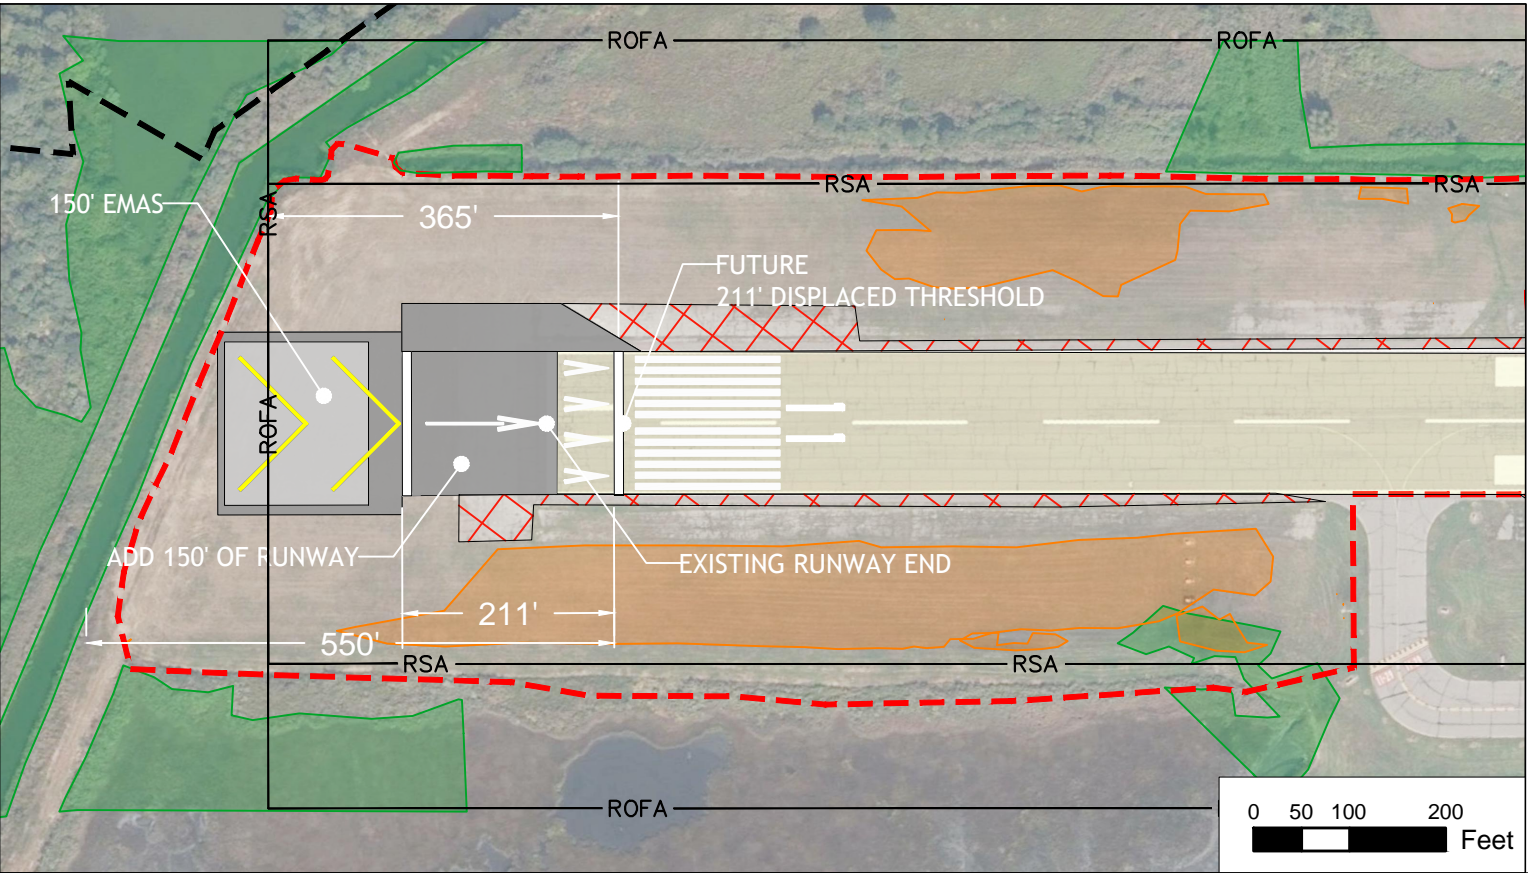 ROFA
ROFA
RSA
RSA
150' EMAS
RSA
365'
FUTURE
211' DISPLACED THRESHOLD
ROFA
ADD 150' OF RUNWAY
EXISTING RUNWAY END
211'
550'
RSA
RSA
ROFA
0 50 100 200
Feet